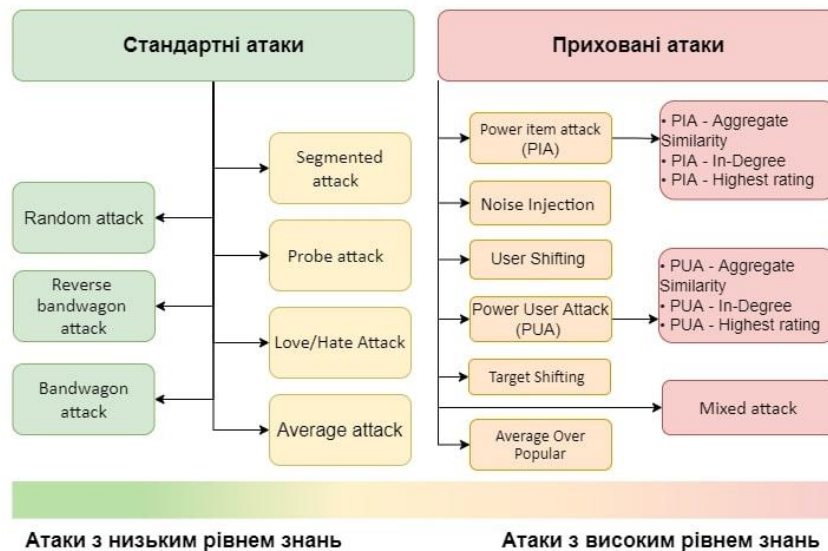 Стандартні атаки
Segmented
attack
Random attack
Probe attack
Reverse
bandwagon
attack
Love/Hate Attack
Bandwagon
attack
Average attack
Приховані атаки
Power item attack
(PIA)
• PIA - Aggregate
Similarity
• PIA - In-Degree
• PIA - Highest rating
Noise Injection
User Shifting
Power User Attack
(PUA)
• PUA - Aggregate
Similarity
• PUA - In-Degree
• PUA - Highest rating
Target Shifting
Mixed attack
Average Over
Popular
Атаки з низьким рівнем знань
Атаки з високим рівнем знань